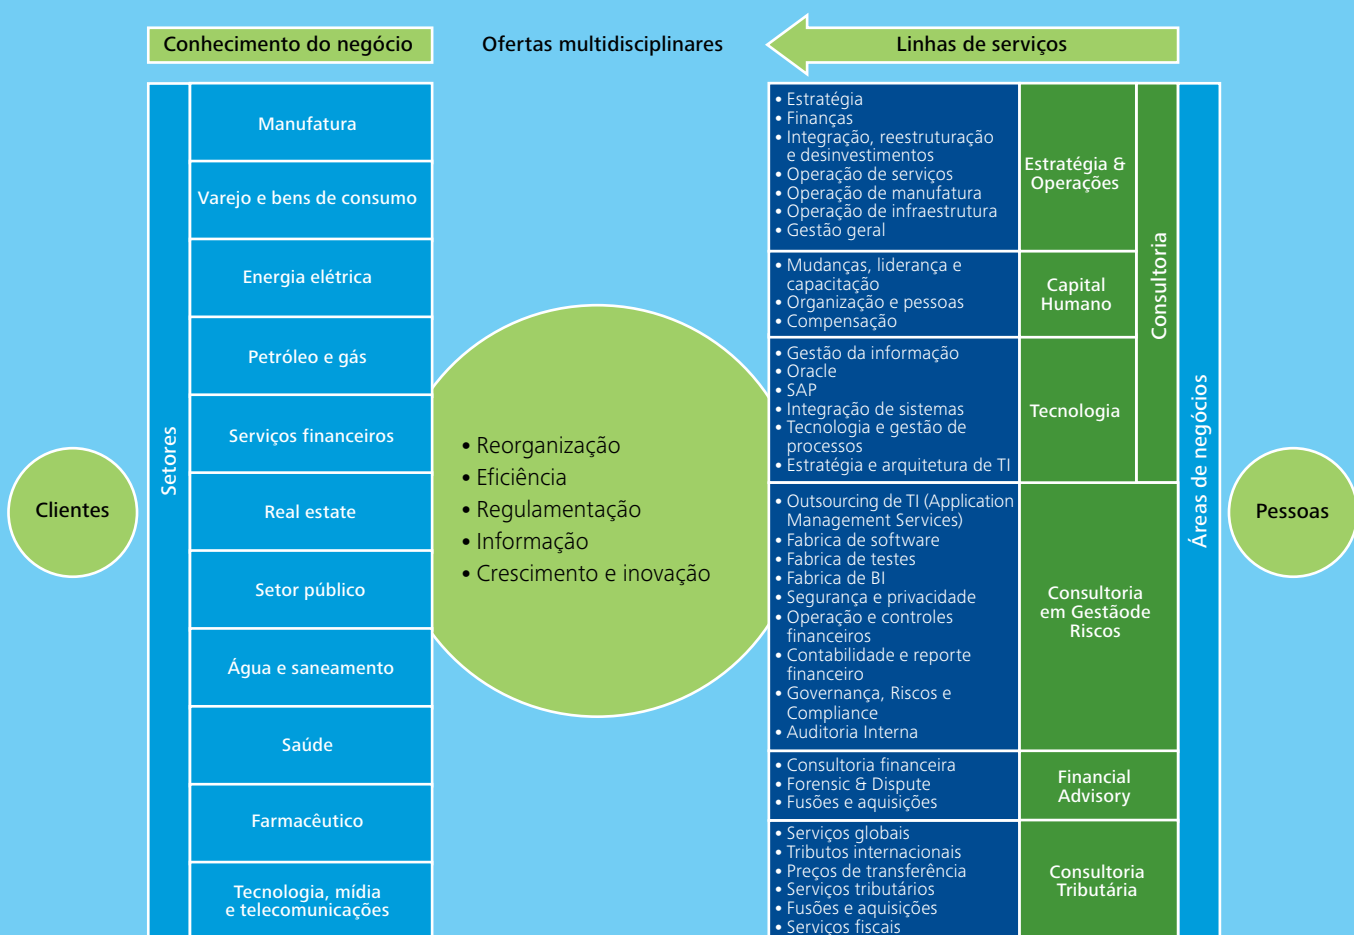 Conhecimento do negócio
Ofertas multidisciplinares
Linhas de serviços
Clientes
Setores
Manufatura
Varejo e bens de consumo
Energia elétrica
Petróleo e gás
Serviços financeiros
Real estate
Setor público
Água e saneamento
Saúde
Farmacêutico
Tecnologia, mídia
e telecomunicações
• Reorganização
• Eficiência
• Regulamentação
• Informação
• Crescimento e inovação
• Estratégia
• Finanças
• Integração, reestruturação
e desinvestimentos
• Operação de serviços
• Operação de manufatura
• Operação de infraestrutura
• Gestão geral
Estratégia &
Operações
• Mudanças, liderança e
capacitação
• Organização e pessoas
• Compensação
Capital
Humano
• Gestão da informação
• Oracle
• SAP
• Integração de sistemas
• Tecnologia e gestão de
processos
• Estratégia e arquitetura de TI
Tecnologia
Consultoria
• Outsourcing de TI (Application
Management Services)
• Fabrica de software
• Fabrica de testes
• Fabrica de BI
• Segurança e privacidade
• Operação e controles
financeiros
• Contabilidade e reporte
financeiro
• Governança, Riscos e
Compliance
• Auditoria Interna
Consultoria
em Gestãode
Riscos
• Consultoria financeira
• Forensic & Dispute
• Fusões e aquisições
Financial
Advisory
• Serviços globais
• Tributos internacionais
• Preços de transferência
• Serviços tributários
• Fusões e aquisições
• Serviços fiscais
Consultoria
Tributária
Áreas de negócios
Pessoas